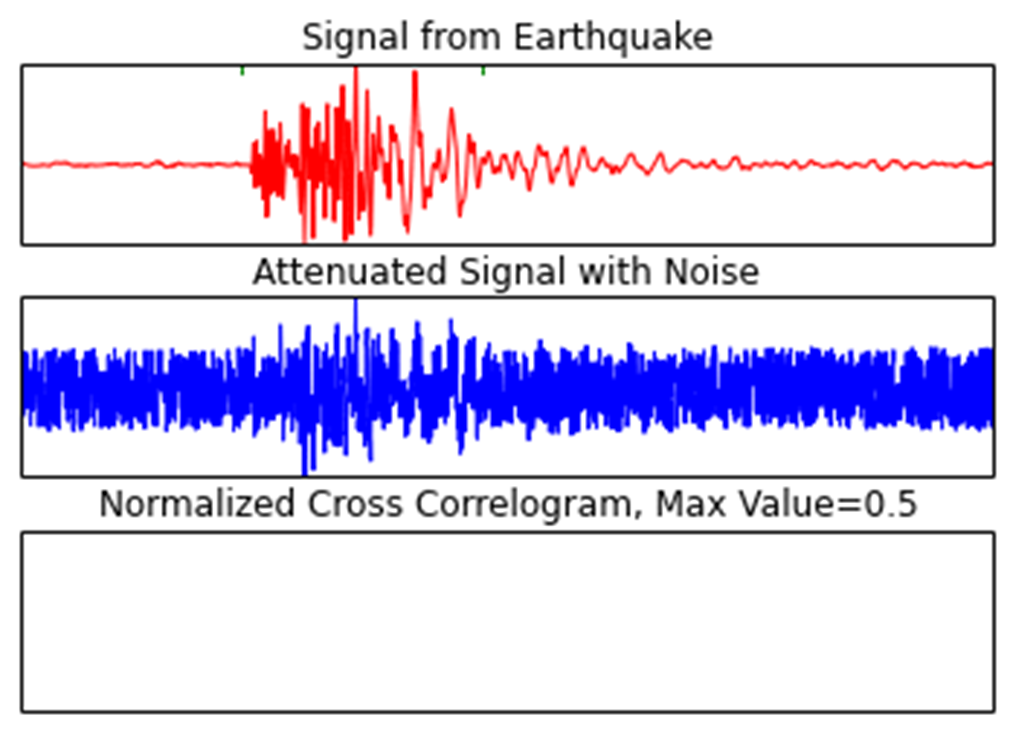 Signal from Earthquake
Attenuated Signal with Noise
Normalized Cross Correlogram, Max Value=0.5